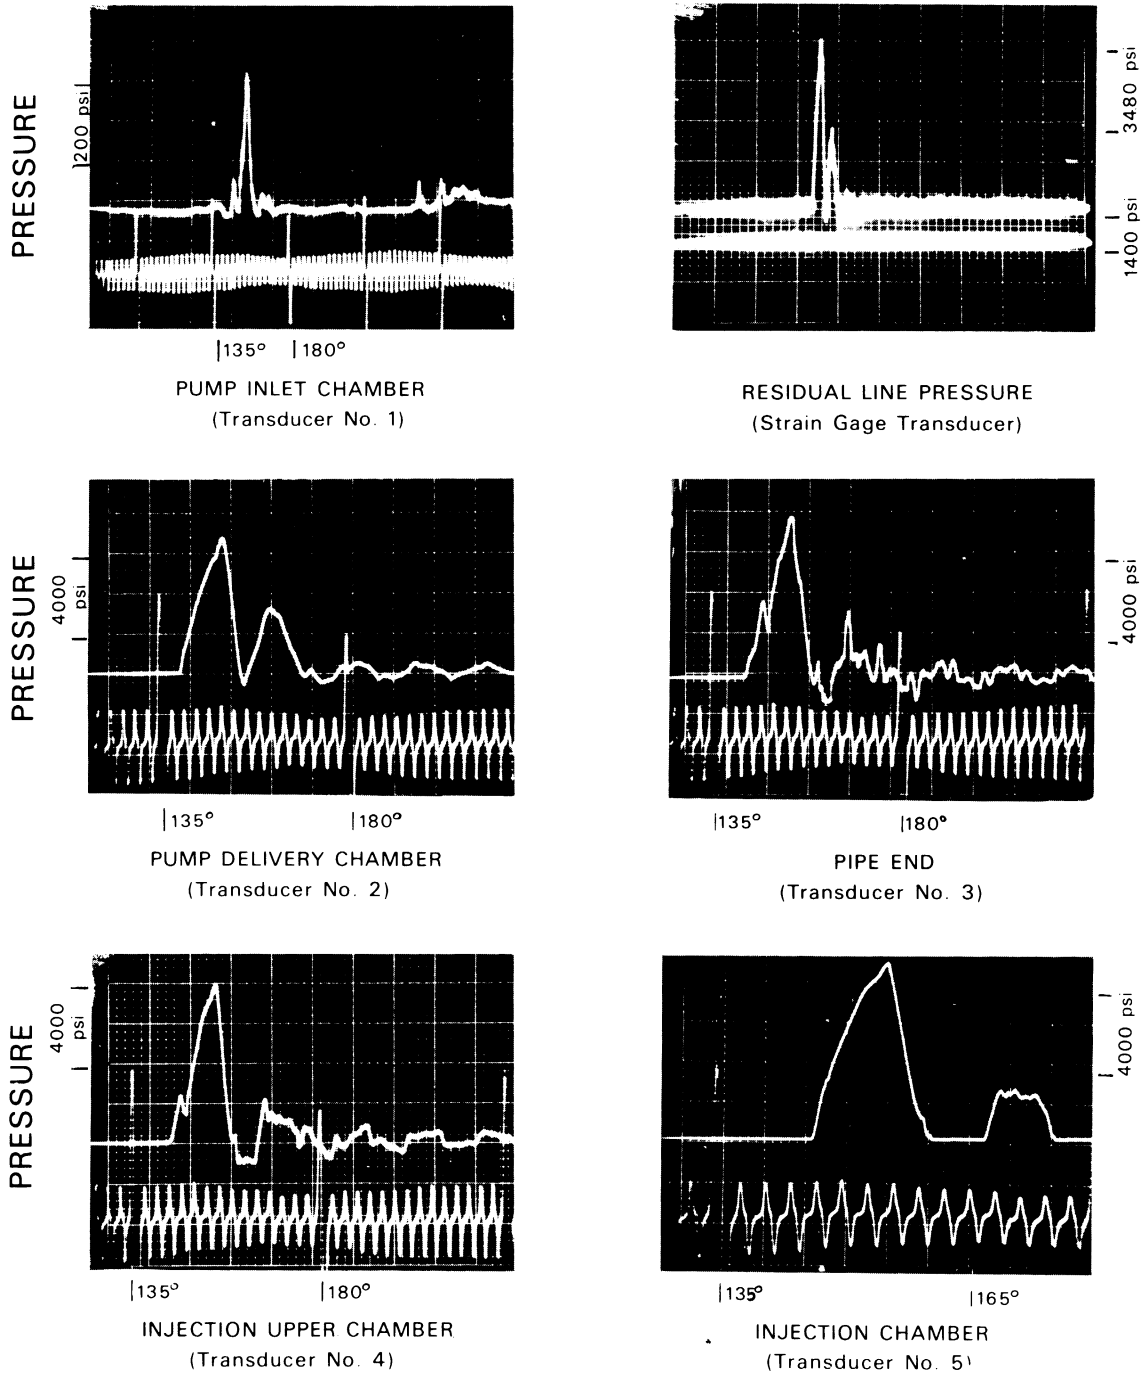 PRESSURE
1200 psi
|135° |180°
PUMP INLET CHAMBER
(Transducer No. 1)
3480 psi
1400 psi
RESIDUAL LINE PRESSURE
(Strain Gage Transducer)
PRESSURE
4000 psi
|135° |180°
PUMP DELIVERY CHAMBER
(Transducer No. 2)
4000 psi
|135° |180°
PIPE END
(Transducer No. 3)
PRESSURE
4000 psi
|135° |180°
INJECTION UPPER CHAMBER
(Transducer No. 4)
4000 psi
|135° |165°
INJECTION CHAMBER
(Transducer No. 5)